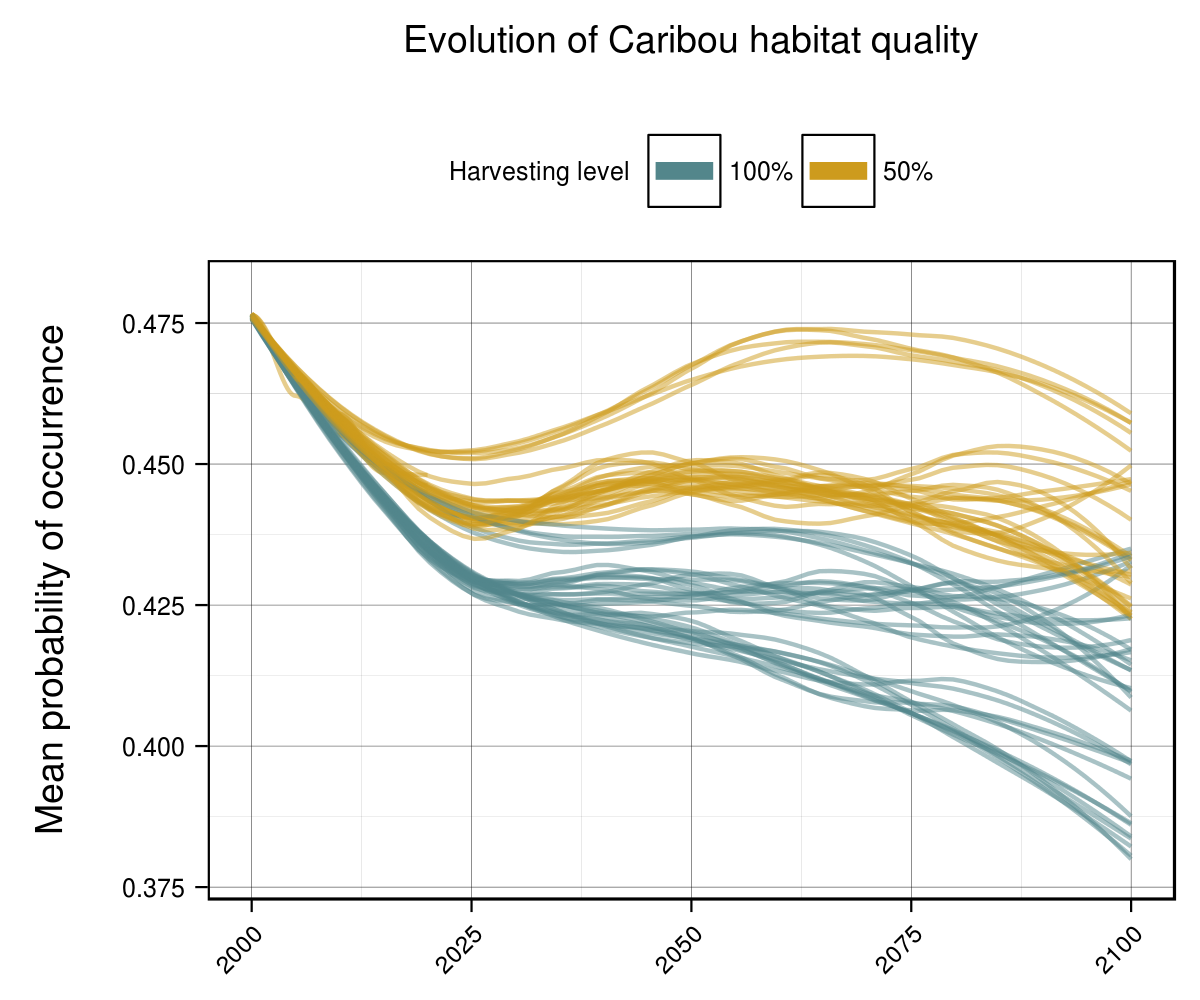 Evolution of Caribou habitat quality
Harvesting level 100% 50%
Mean probability of occurrence
0.475
0.450
0.425
0.400
0.375
2000 2025 2050 2075 2100